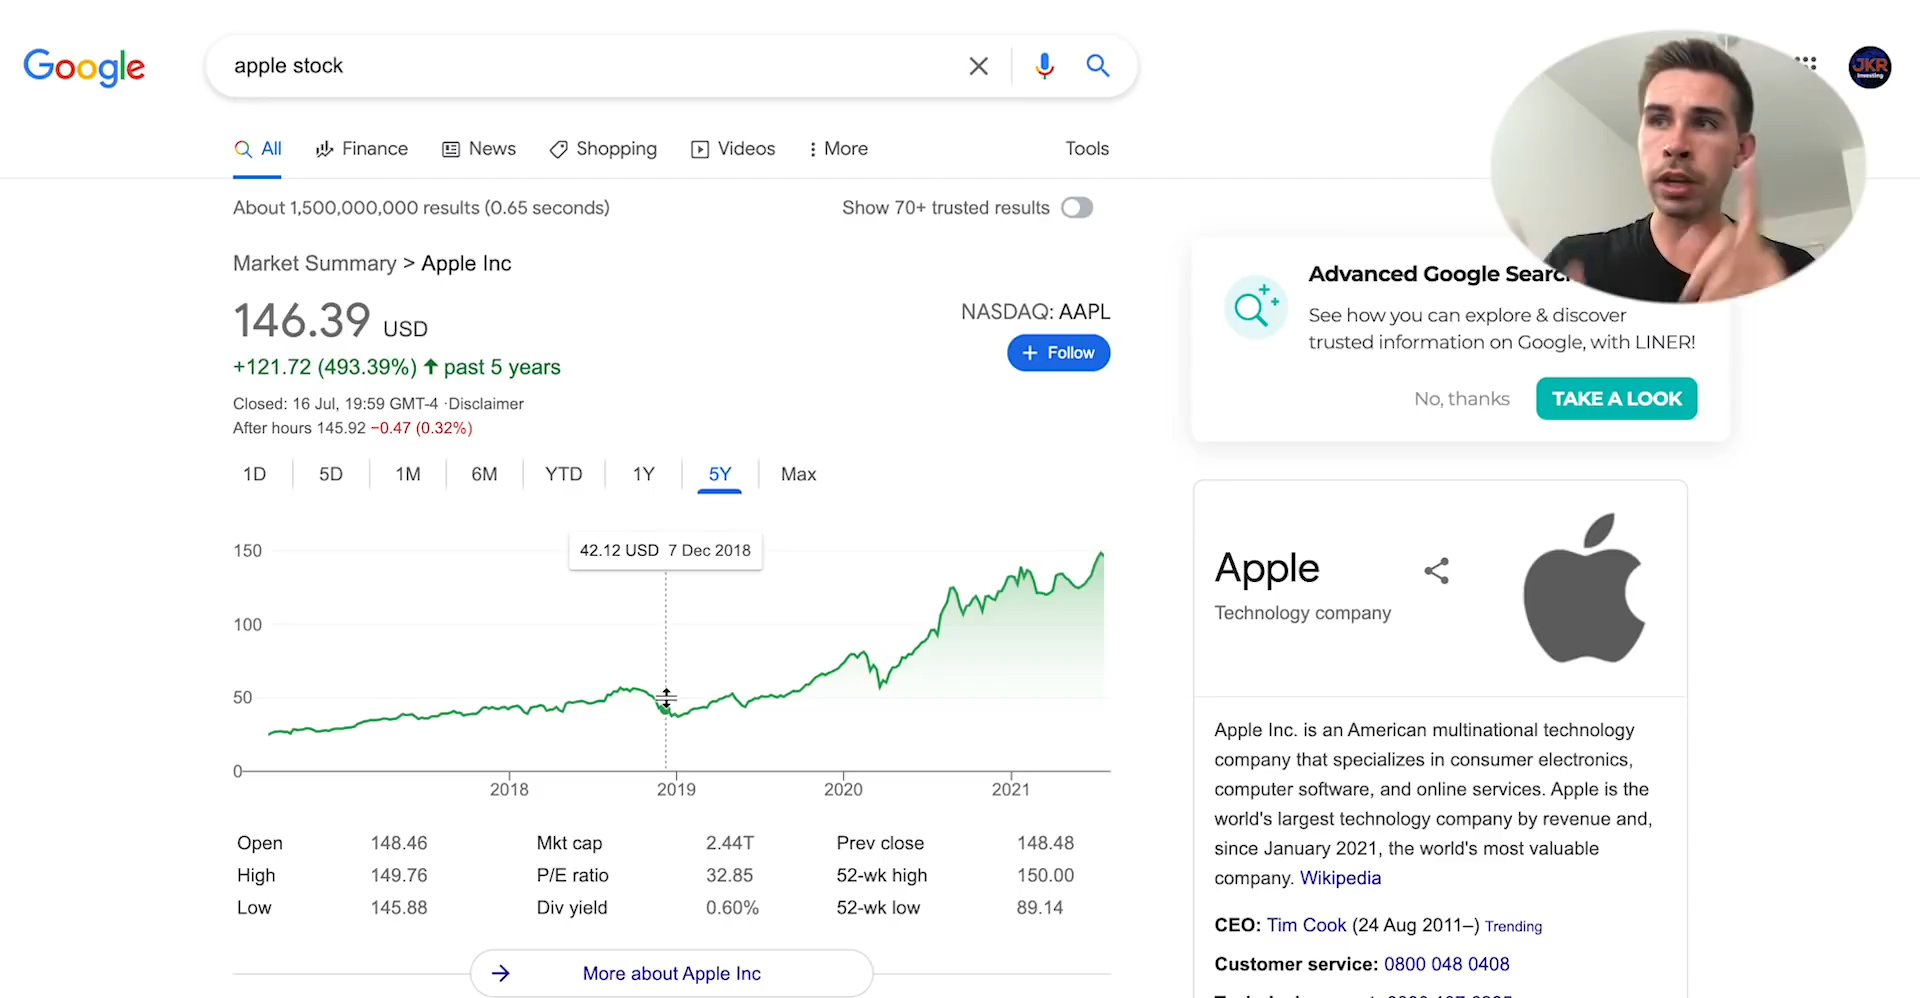 Google
apple stock
JKR
Investing
All Finance News Shopping Videos More Tools
About 1,500,000,000 results (0.65 seconds) Show 70+ trusted results
Market Summary > Apple Inc
146.39 USD
+121.72 (493.39%) past 5 years
Closed: 16 Jul, 19:59 GMT-4 ·Disclaimer
After hours 145.92 −0.47 (0.32%)
NASDAQ: AAPL
+ Follow
1D 5D 1M 6M YTD 1Y 5Y Max
42.12 USD 7 Dec 2018
150
100
50
0
2018 2019 2020 2021
Open 148.46 Mkt cap 2.44T Prev close 148.48
High 149.76 P/E ratio 32.85 52-wk high 150.00
Low 145.88 Div yield 0.60% 52-wk low 89.14
More about Apple Inc
Advanced Google Searc
See how you can explore & discover
trusted information on Google, with LINER!
No, thanks TAKE A LOOK
Apple
Technology company
Apple Inc. is an American multinational technology
company that specializes in consumer electronics,
computer software, and online services. Apple is the
world's largest technology company by revenue and,
since January 2021, the world's most valuable
company. Wikipedia
CEO: Tim Cook (24 Aug 2011–) Trending
Customer service: 0800 048 0408